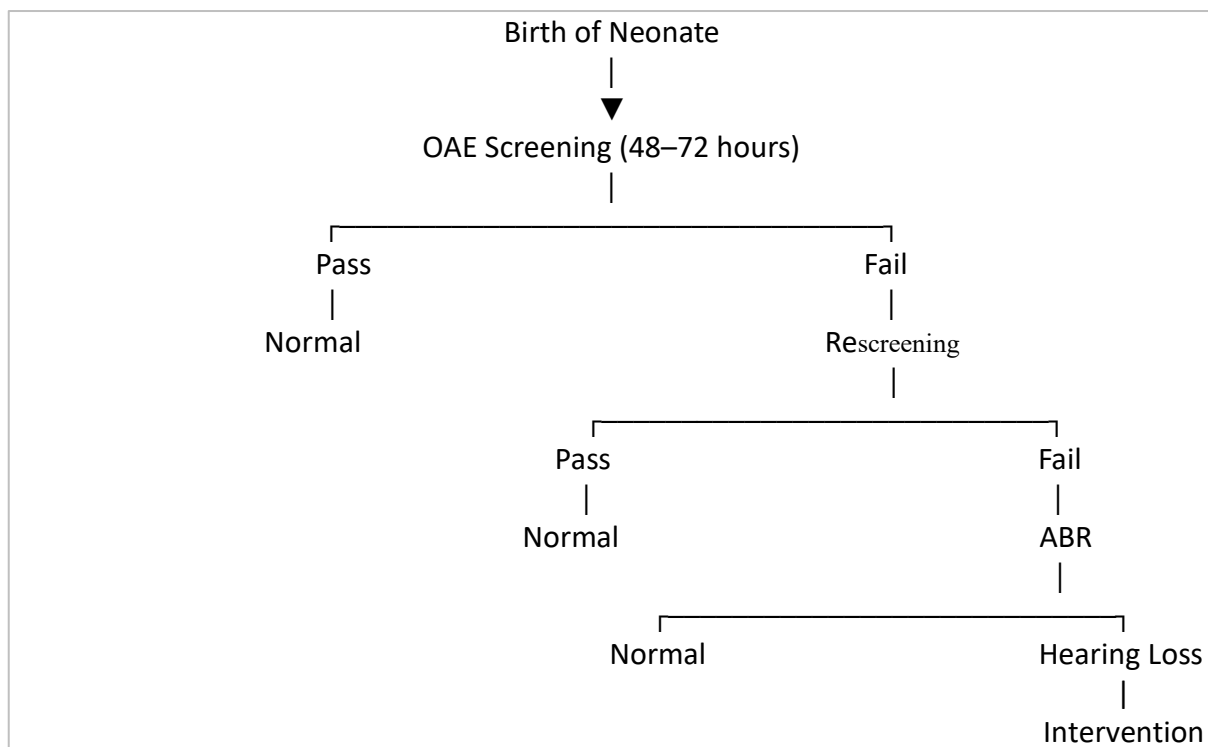 Birth of Neonate
OAE Screening (48–72 hours)
Pass Fail
Normal Rescreening
Pass Fail
Normal ABR
Normal Hearing Loss
Intervention